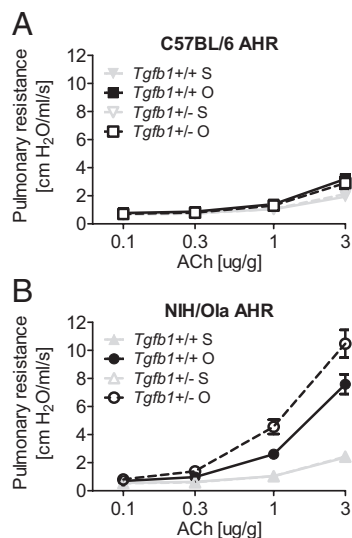 A
C57BL/6 AHR
Pulmonary resistance
[cm H₂O/ml/s]
12
10
8
6
4
2
0
Tgfb1+/+ S
Tgfb1+/+ O
Tgfb1+/- S
Tgfb1+/- O
0.1
0.3
1
3
ACh [ug/g]
B
NIH/Ola AHR
Pulmonary resistance
[cm H₂O/ml/s]
12
10
8
6
4
2
0
Tgfb1+/+ S
Tgfb1+/+ O
Tgfb1+/- S
Tgfb1+/- O
0.1
0.3
1
3
ACh [ug/g]